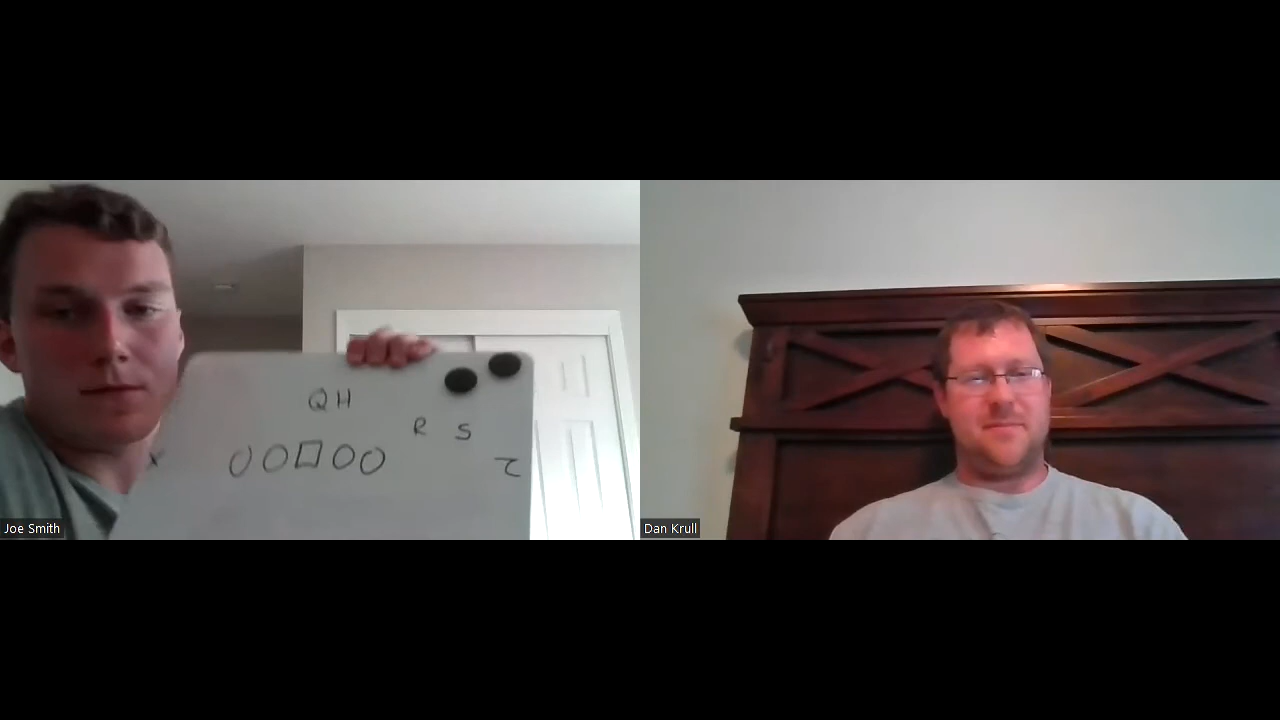 QH
R S
X O O □ O O Z
Joe Smith
Dan Krull